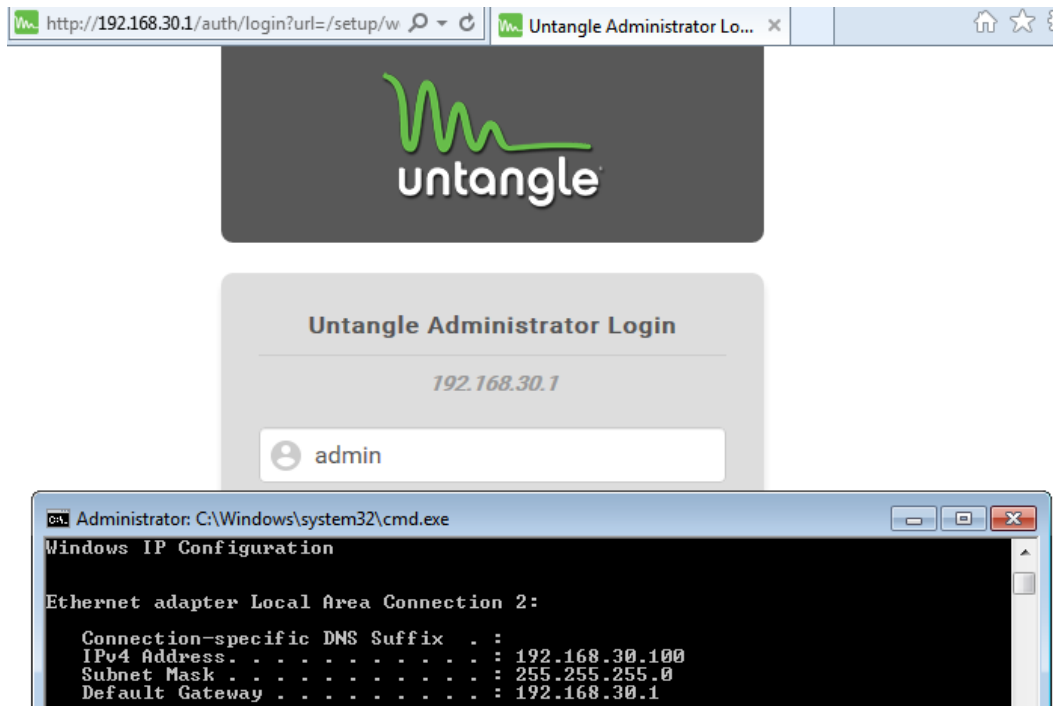 http://192.168.30.1/auth/login?url=/setup/w
Untangle Administrator Lo...
untangle
Untangle Administrator Login
192.168.30.1
admin
Administrator: C:\Windows\system32\cmd.exe
Windows IP Configuration
Ethernet adapter Local Area Connection 2:
Connection-specific DNS Suffix . :
IPv4 Address. . . . . . . . . . . : 192.168.30.100
Subnet Mask . . . . . . . . . . . : 255.255.255.0
Default Gateway . . . . . . . . . : 192.168.30.1